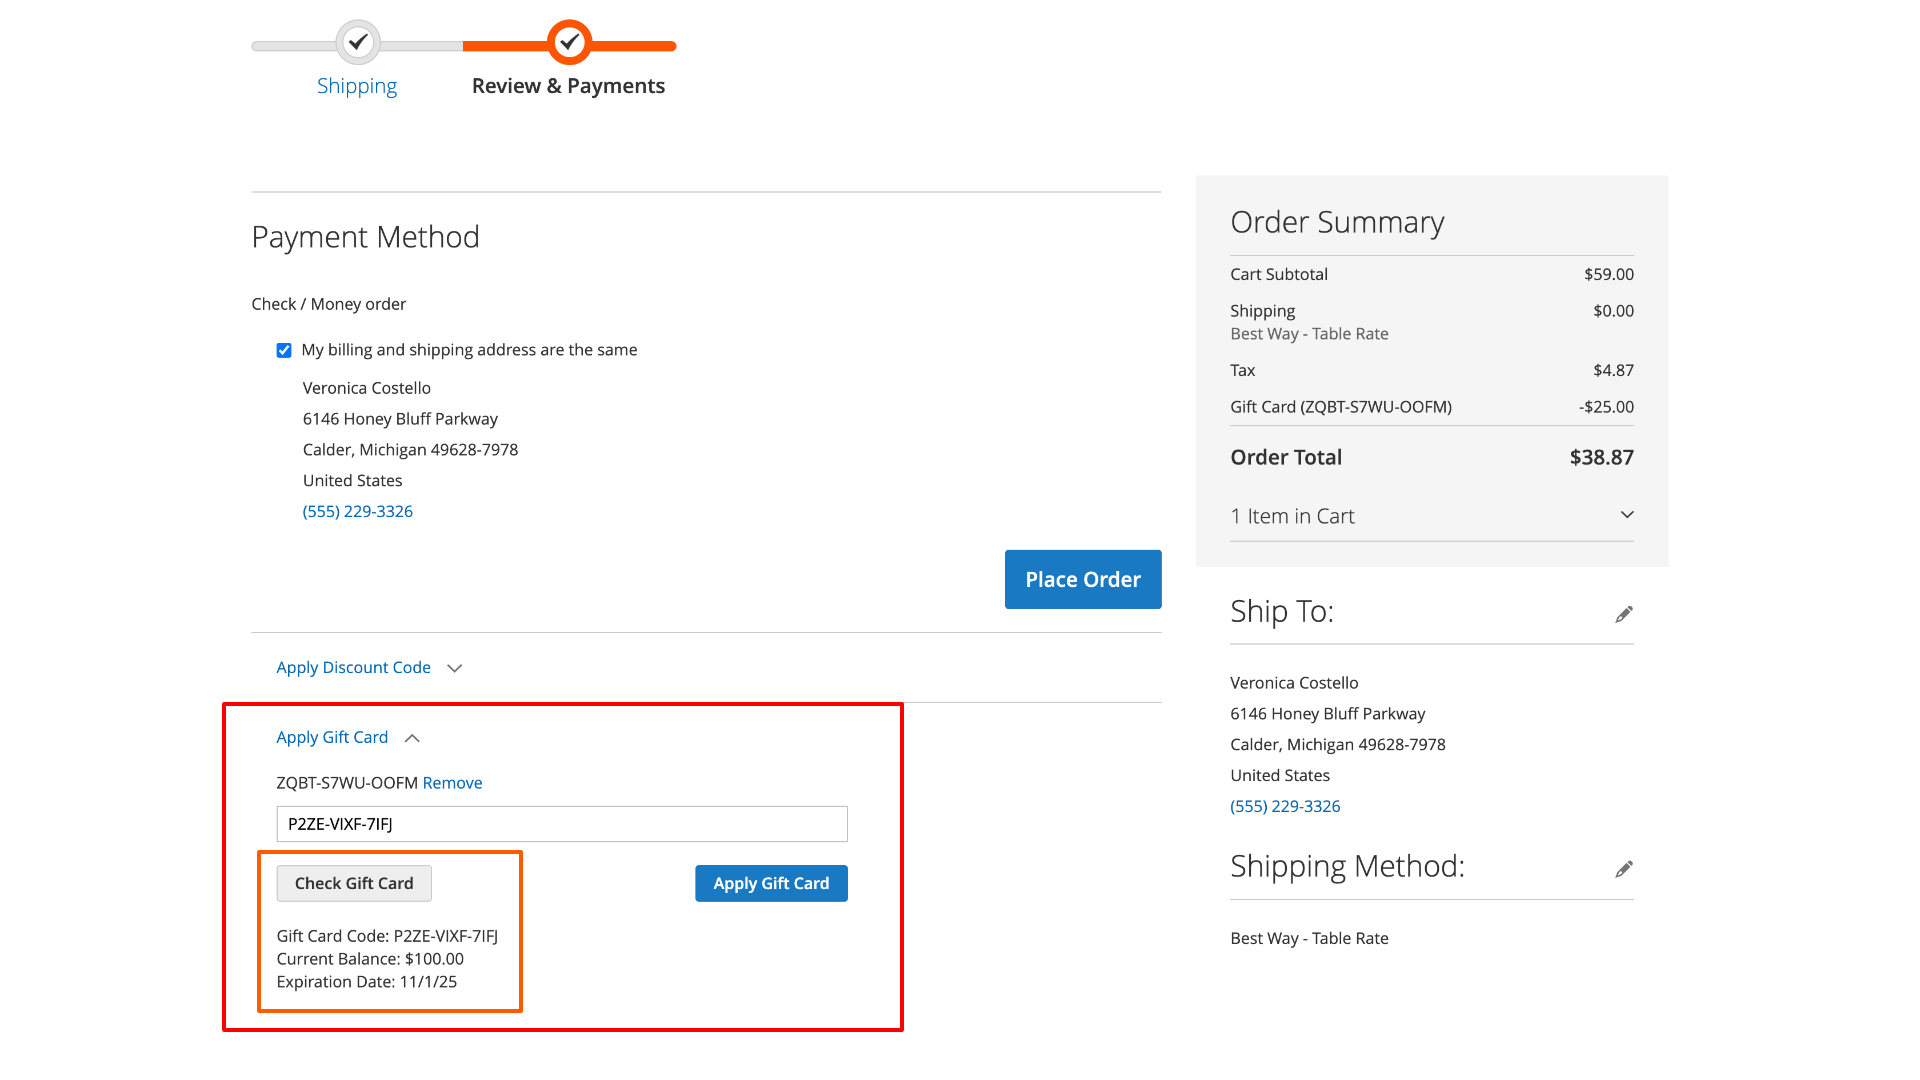 Shipping
Review & Payments
Payment Method
Check / Money order
My billing and shipping address are the same
Veronica Costello
6146 Honey Bluff Parkway
Calder, Michigan 49628-7978
United States
(555) 229-3326
Place Order
Apply Discount Code
Apply Gift Card
ZQBT-S7WU-OOFM Remove
P2ZE-VIXF-7IFJ
Check Gift Card
Apply Gift Card
Gift Card Code: P2ZE-VIXF-7IFJ
Current Balance: $100.00
Expiration Date: 11/1/25
Order Summary
Cart Subtotal $59.00
Shipping $0.00
Best Way - Table Rate
Tax $4.87
Gift Card (ZQBT-S7WU-OOFM) -$25.00
Order Total $38.87
1 Item in Cart
Ship To:
Veronica Costello
6146 Honey Bluff Parkway
Calder, Michigan 49628-7978
United States
(555) 229-3326
Shipping Method:
Best Way - Table Rate